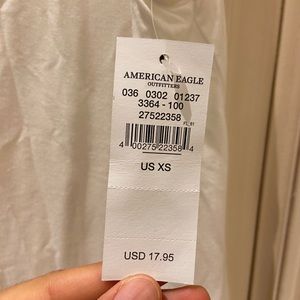 AMERICAN EAGLE
OUTFITTERS
036 0302 01237
3364 - 100
27522358
4 00275 22358 4
US XS
USD 17.95